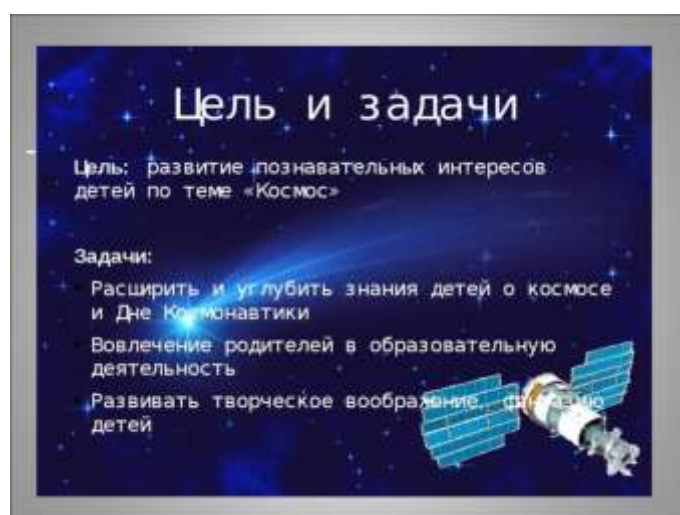 Цель и задачи
Цель: развитие познавательных интересов
детей по теме «Космос»
Задачи:
Расширить и углубить знания детей о космосе
и Дне Космонавтики
Вовлечение родителей в образовательную
деятельность
Развивать творческое воображение, фантазию
детей